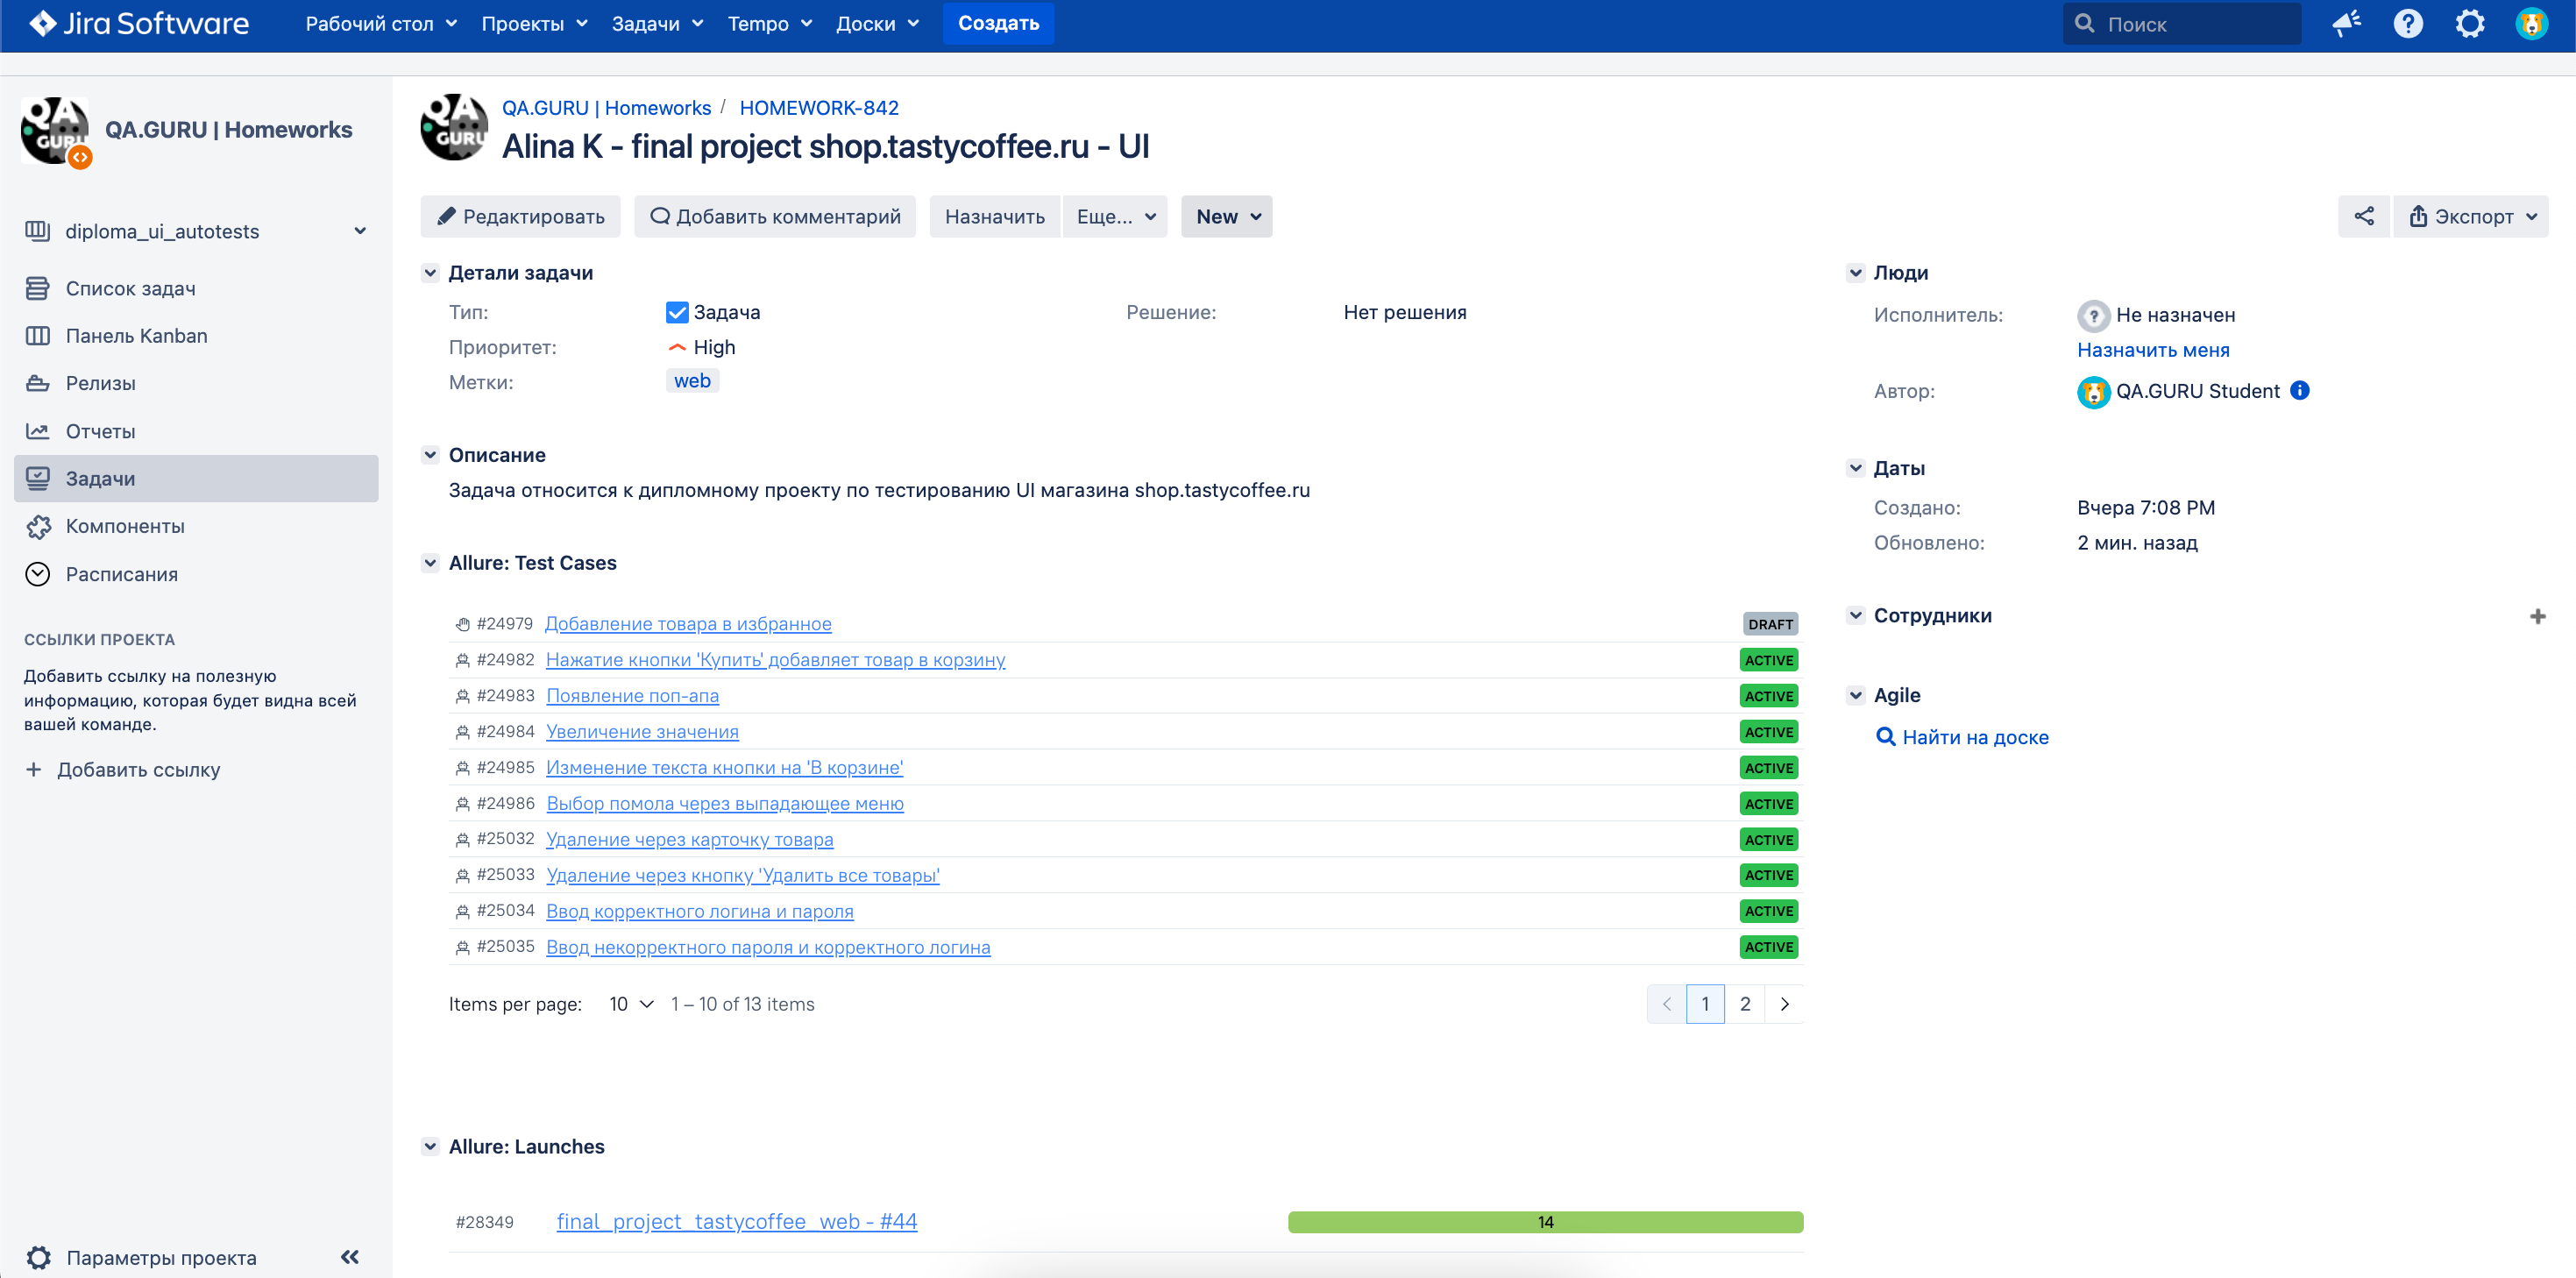 Jira Software Рабочий стол Проекты Задачи Tempo Доски Создать Поиск
QA GURU
QA.GURU | Homeworks
diploma_ui_autotests
Список задач
Панель Kanban
Релизы
Отчеты
Задачи
Компоненты
Расписания
ССЫЛКИ ПРОЕКТА
Добавить ссылку на полезную
информацию, которая будет видна всей
вашей команде.
+ Добавить ссылку
Параметры проекта
QA GURU
QA.GURU | Homeworks / HOMEWORK-842
Alina K - final project shop.tastycoffee.ru - UI
Редактировать Добавить комментарий Назначить Еще... New Экспорт
Детали задачи
Тип: Задача Решение: Нет решения
Приоритет: High
Метки: web
Описание
Задача относится к дипломному проекту по тестированию UI магазина shop.tastycoffee.ru
Allure: Test Cases
#24979 Добавление товара в избранное DRAFT
#24982 Нажатие кнопки 'Купить' добавляет товар в корзину ACTIVE
#24983 Появление поп-апа ACTIVE
#24984 Увеличение значения ACTIVE
#24985 Изменение текста кнопки на 'В корзине' ACTIVE
#24986 Выбор помола через выпадающее меню ACTIVE
#25032 Удаление через карточку товара ACTIVE
#25033 Удаление через кнопку 'Удалить все товары' ACTIVE
#25034 Ввод корректного логина и пароля ACTIVE
#25035 Ввод некорректного пароля и корректного логина ACTIVE
Items per page: 10 1 – 10 of 13 items 1 2
Allure: Launches
#28349 final_project_tastycoffee_web - #44 14
Люди
Исполнитель: Не назначен
Назначить меня
Автор: QA.GURU Student
Даты
Создано: Вчера 7:08 PM
Обновлено: 2 мин. назад
Сотрудники
Agile
Найти на доске